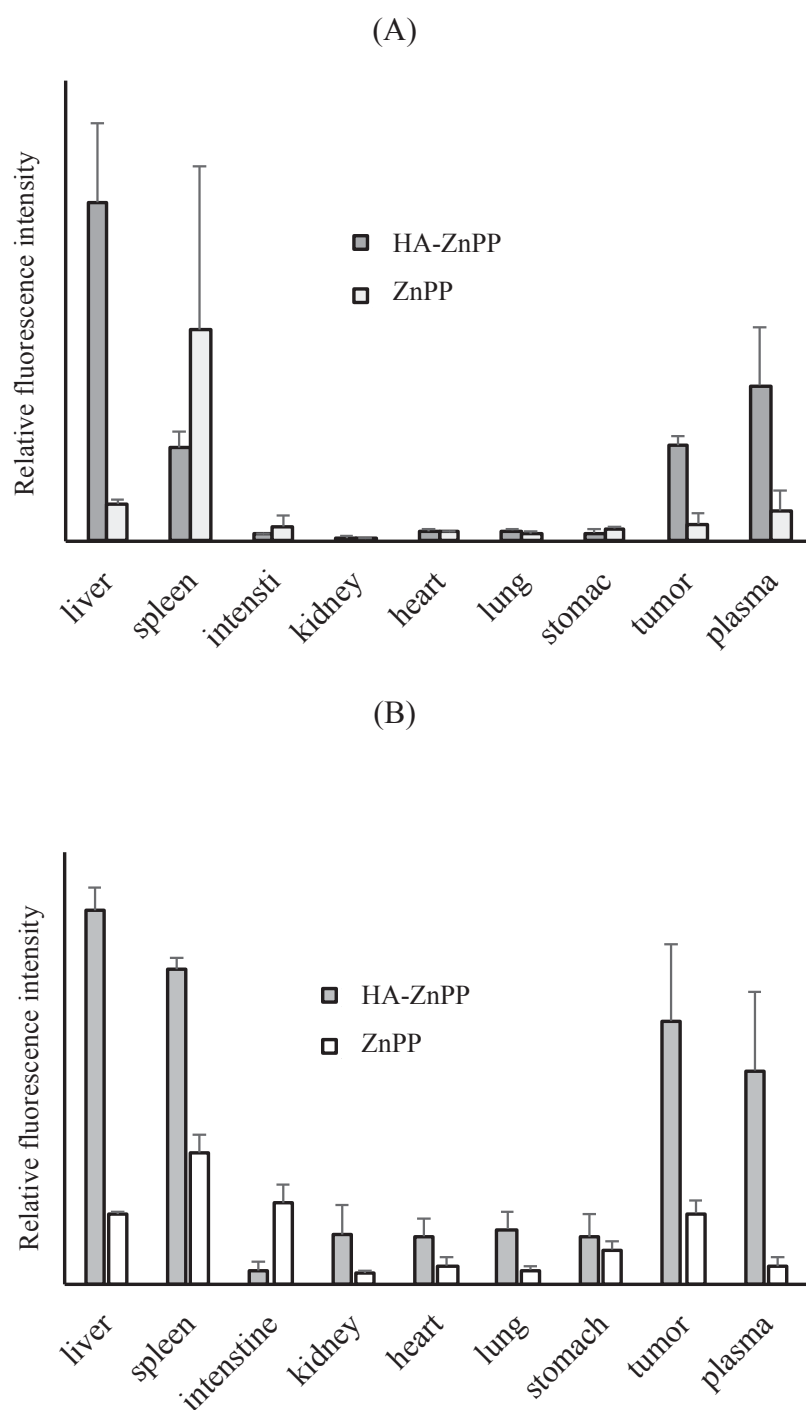 (A)
Relative fluorescence intensity
HA-ZnPP
ZnPP
liver
spleen
intensti
kidney
heart
lung
stomac
tumor
plasma
(B)
Relative fluorescence intensity
HA-ZnPP
ZnPP
liver
spleen
intenstine
kidney
heart
lung
stomach
tumor
plasma